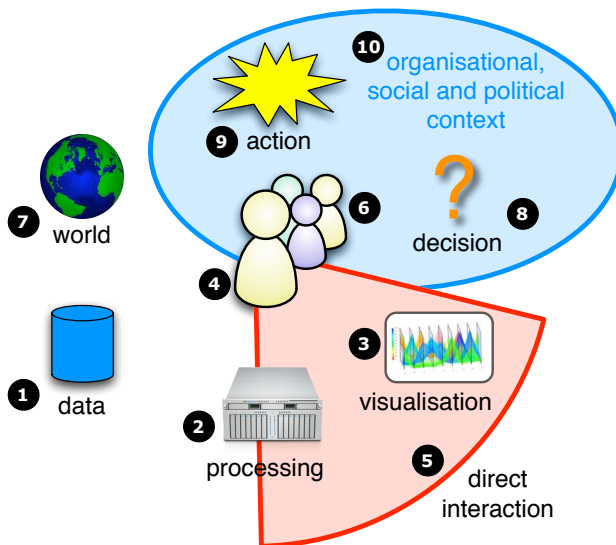 10
organisational,
social and political
context
9
action
6
8
decision
7
world
4
3
visualisation
1
data
2
processing
5
direct
interaction